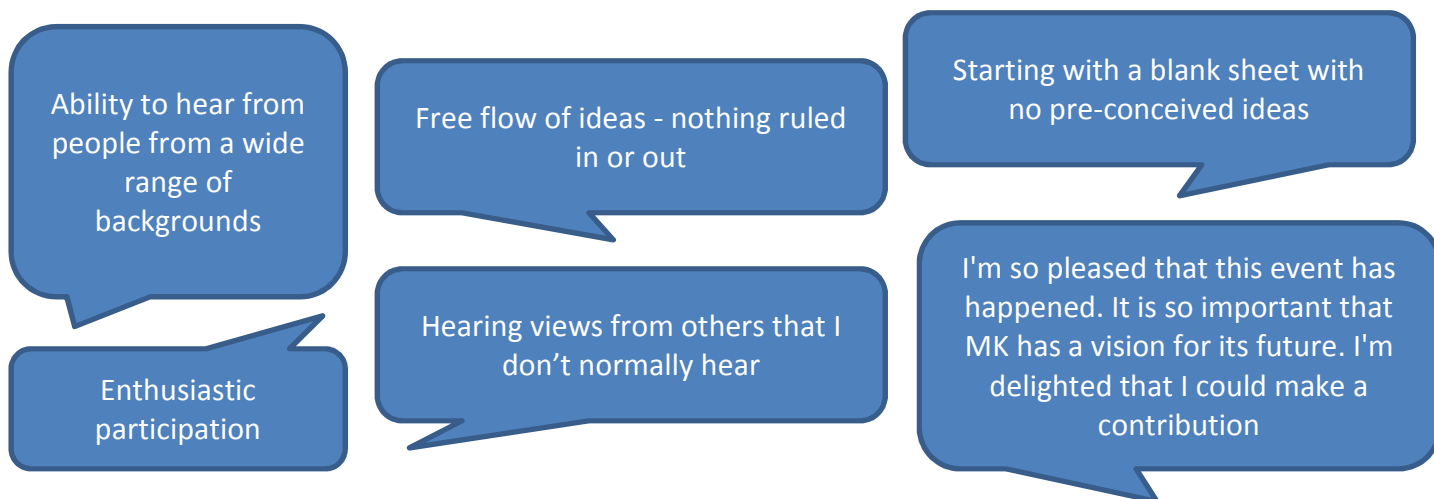 Ability to hear from
people from a wide
range of
backgrounds
Enthusiastic
participation
Free flow of ideas - nothing ruled
in or out
Hearing views from others that I
don’t normally hear
Starting with a blank sheet with
no pre-conceived ideas
I'm so pleased that this event has
happened. It is so important that
MK has a vision for its future. I'm
delighted that I could make a
contribution